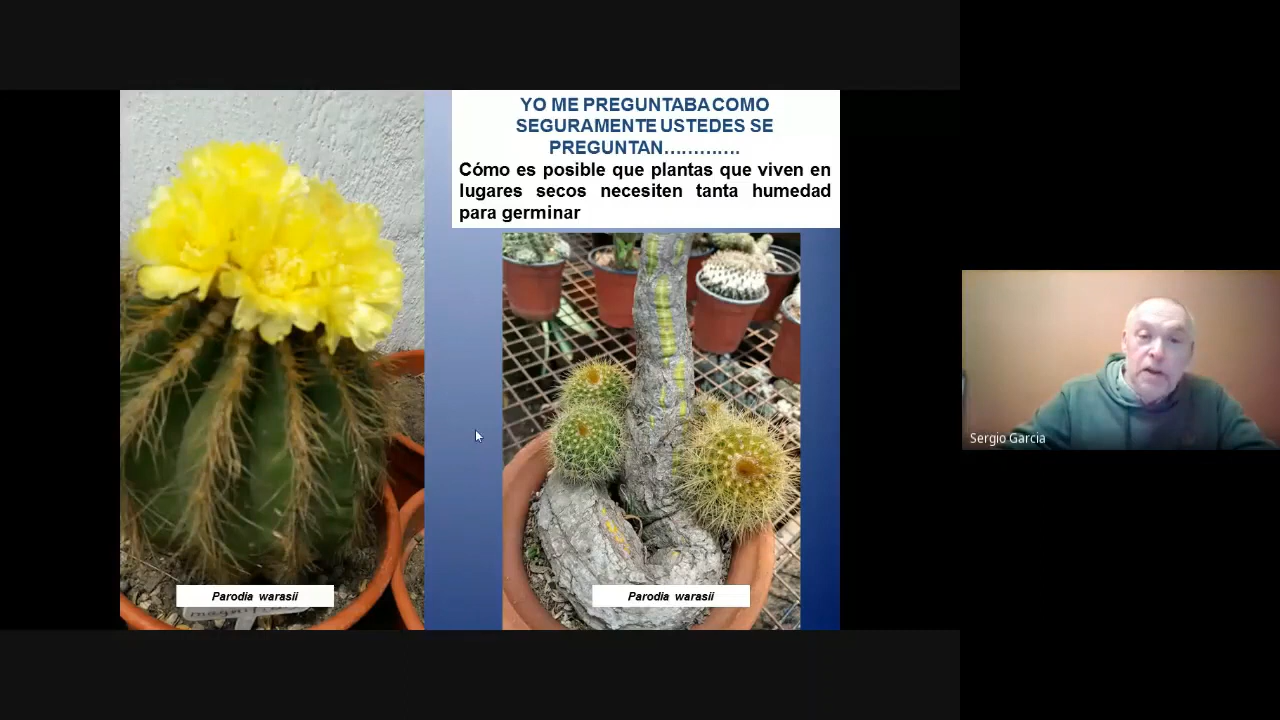 YO ME PREGUNTABA COMO
SEGURAMENTE USTEDES SE
PREGUNTAN………….
Cómo es posible que plantas que viven en
lugares secos necesiten tanta humedad
para germinar
Parodia warasii
Parodia warasii
Sergio Garcia